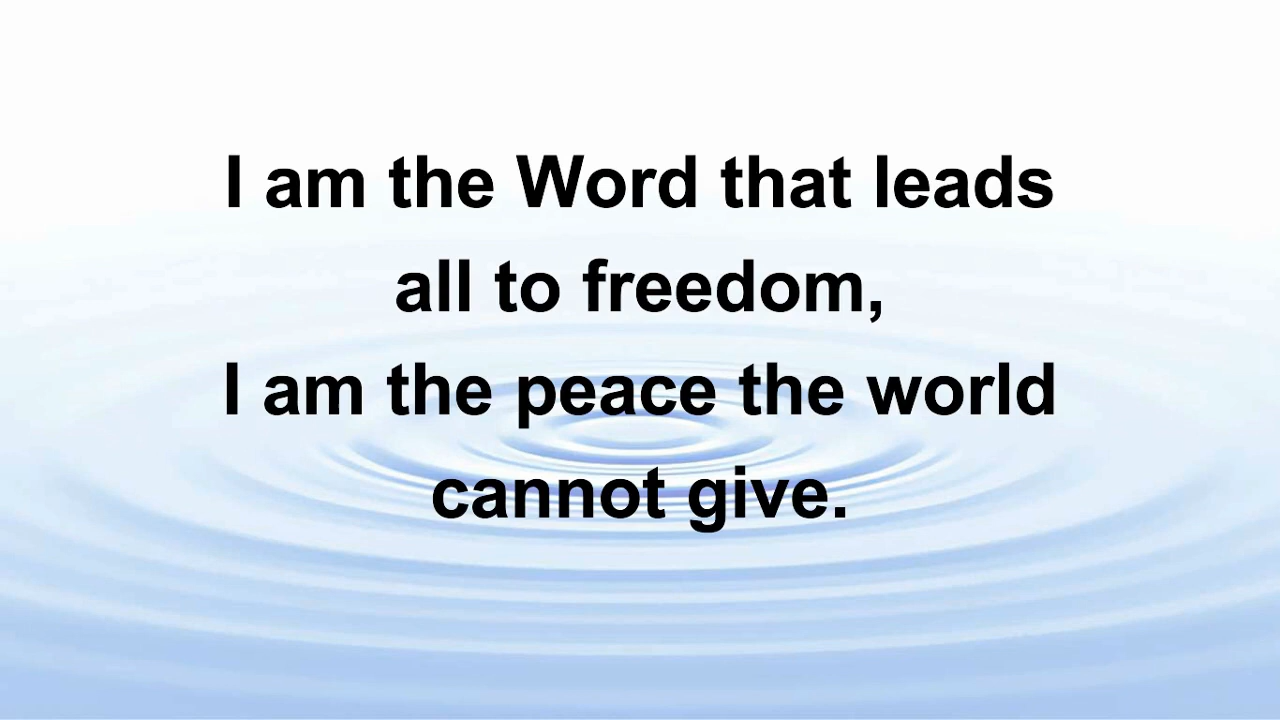 I am the Word that leads
all to freedom,
I am the peace the world
cannot give.